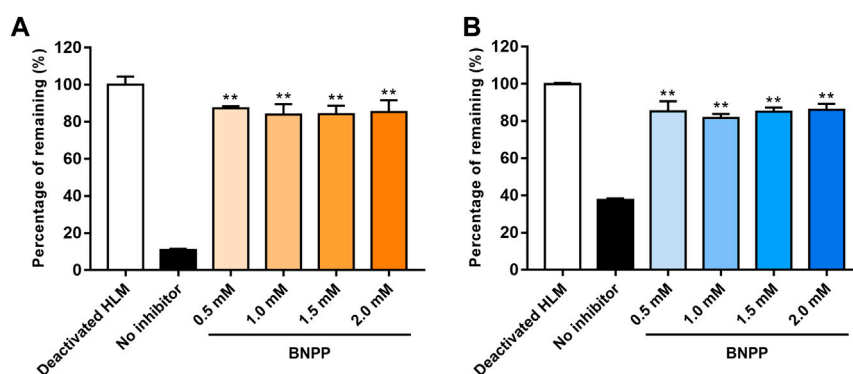 A
Percentage of remaining (%)
120
100
80
60
40
20
0
** ** ** **
Deactivated HLM
No inhibitor
0.5 mM
1.0 mM
1.5 mM
2.0 mM
BNPP
B
Percentage of remaining (%)
120
100
80
60
40
20
0
** ** ** **
Deactivated HLM
No inhibitor
0.5 mM
1.0 mM
1.5 mM
2.0 mM
BNPP